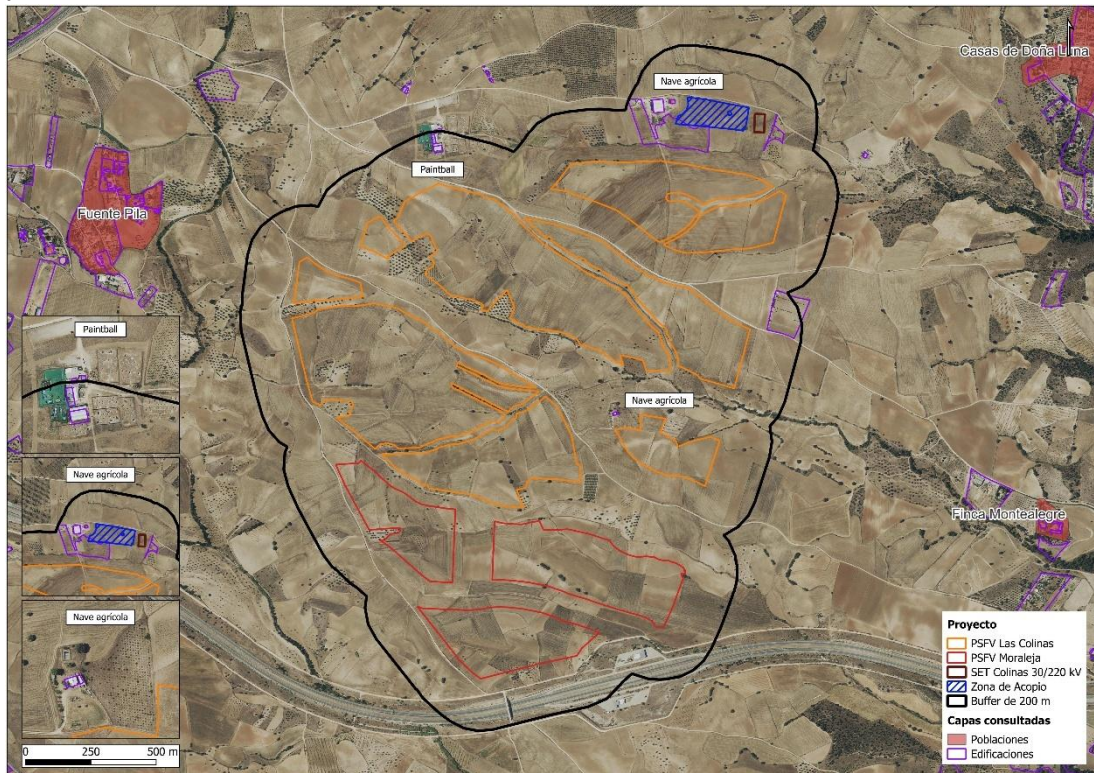 Casas de Doña Luna
Nave agrícola
Paintball
Fuente Pila
Paintball
Nave agrícola
Nave agrícola
Finca Montealegre
Nave agrícola
0 250 500 m
Proyecto
PSFV Las Colinas
PSFV Moraleja
SET Colinas 30/220 kV
Zona de Acopio
Buffer de 200 m
Capas consultadas
Poblaciones
Edificaciones